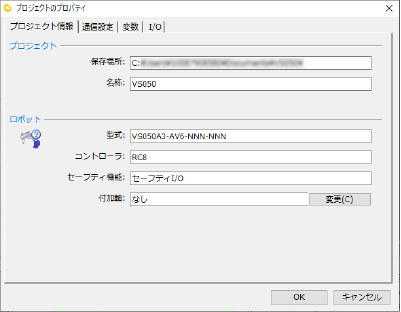 プロジェクトのプロパティ
プロジェクト情報 通信設定 変数 I/O
プロジェクト
保存場所: C:
名称: VS050
ロボット
型式: VS050A3-AV6-NNN-NNN
コントローラ: RC8
セーフティ機能: セーフティI/O
付加軸: なし 変更(C)
OK キャンセル